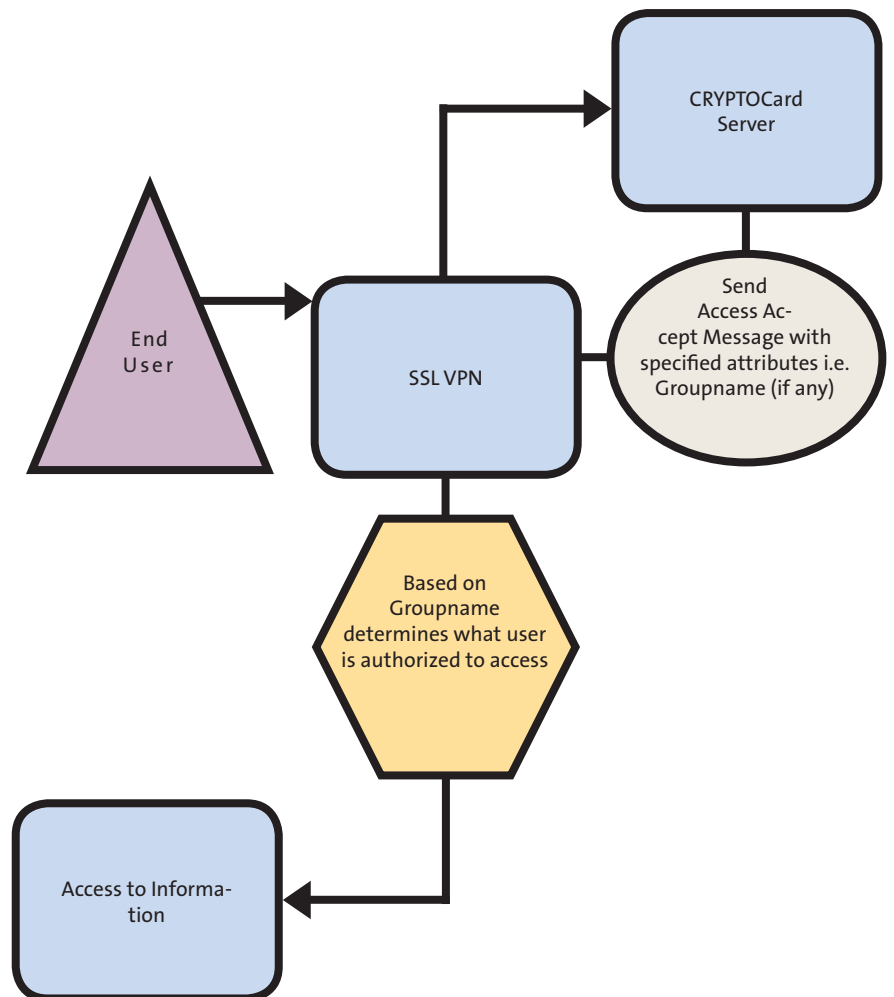 CRYPTOCard
Server
End
User
SSL VPN
Send
Access Ac-
cept Message with
specified attributes i.e.
Groupname (if any)
Based on
Groupname
determines what user
is authorized to access
Access to Informa-
tion